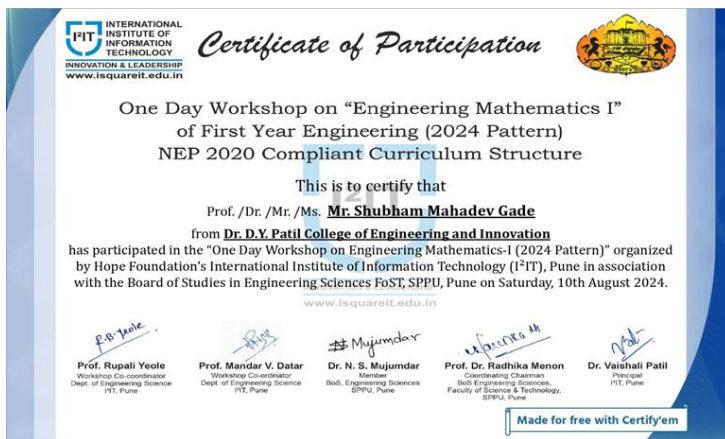 I²IT
INTERNATIONAL
INSTITUTE OF
INFORMATION
TECHNOLOGY
INNOVATION & LEADERSHIP
www.isquareit.edu.in
Certificate of Participation
One Day Workshop on “Engineering Mathematics I”
of First Year Engineering (2024 Pattern)
NEP 2020 Compliant Curriculum Structure
This is to certify that
Prof. /Dr. /Mr. /Ms. Mr. Shubham Mahadev Gade
from Dr. D.Y. Patil College of Engineering and Innovation
has participated in the “One Day Workshop on Engineering Mathematics-I (2024 Pattern)” organized
by Hope Foundation’s International Institute of Information Technology (I²IT), Pune in association
with the Board of Studies in Engineering Sciences FoST, SPPU, Pune on Saturday, 10th August 2024.
www.isquareit.edu.in
R.B.Yeole
Mujumdar
Prof. Rupali Yeole
Workshop Co-coordinator
Dept. of Engineering Science
I²IT, Pune
Prof. Mandar V. Datar
Workshop Co-ordinator
Dept. of Engineering Science
I²IT, Pune
Dr. N. S. Mujumdar
Member
BoS, Engineering Sciences
SPPU, Pune
Prof. Dr. Radhika Menon
Coordinating Chairman
BoS Engineering Sciences,
Faculty of Science & Technology,
SPPU, Pune
Dr. Vaishali Patil
Principal
I²IT, Pune
Made for free with Certify'em